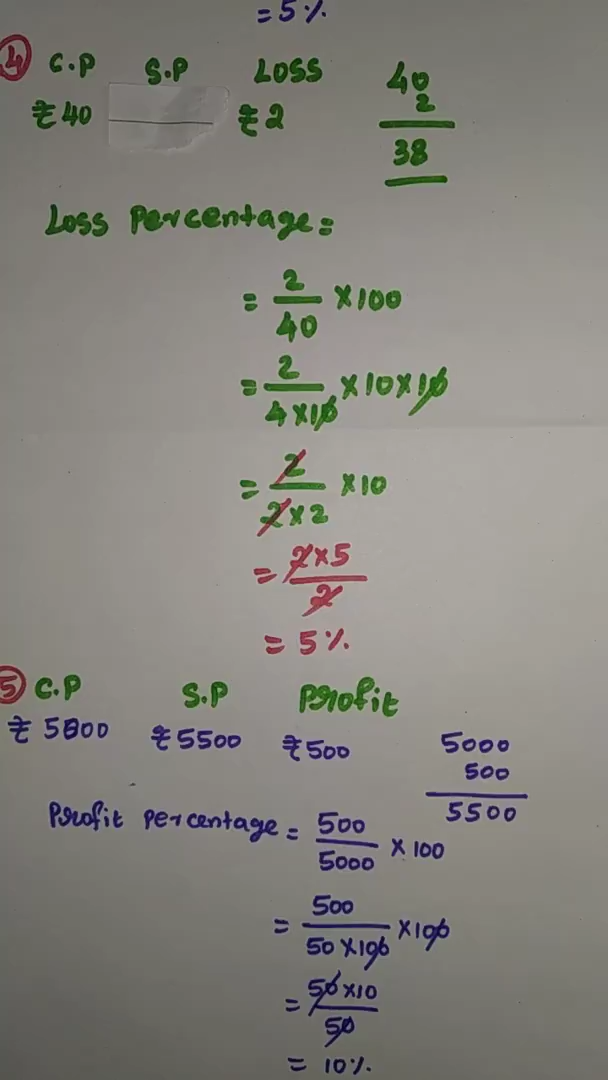 = 5 %
④ C.P S.P LOSS 40
₹ 40 ₹ 2 2
38
Loss Percentage =
= 2/40 × 100
= 2/4×10 × 10 × 10
= 2/2×2 × 10
= 2×5/2
= 5 %
⑤ C.P S.P Profit
₹ 5000 ₹ 5500 ₹ 500 5000
500
5500
Profit Percentage = 500/5000 × 100
= 500/50×100 × 100
= 50×10/50
= 10 %.